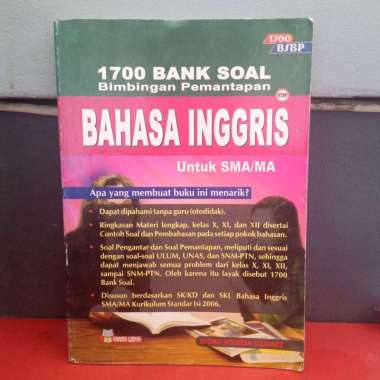 1700
BSBP
1700 BANK SOAL
Bimbingan Pemantapan
BAHASA INGGRIS
Untuk SMA/MA
Apa yang membuat buku ini menarik?
• Dapat dipahami tanpa guru (otodidak).
• Ringkasan Materi lengkap, kelas X, XI, dan XII disertai
Contoh Soal dan Pembahasan pada setiap pokok bahasan.
• Soal Pengantar dan Soal Pemantapan, meliputi dan sesuai
dengan soal-soal ULUM, UNAS, dan SNM-PTN, sehingga
dapat menjawab semua problem dari kelas X, XI, XII,
sampai SNM-PTN. Oleh karena itu layak disebut 1700
Bank Soal.
• Disusun berdasarkan SK/KD dan SKL Bahasa Inggris
SMA/MA Kurikulum Standar Isi 2006.
YRAMA WIDYA